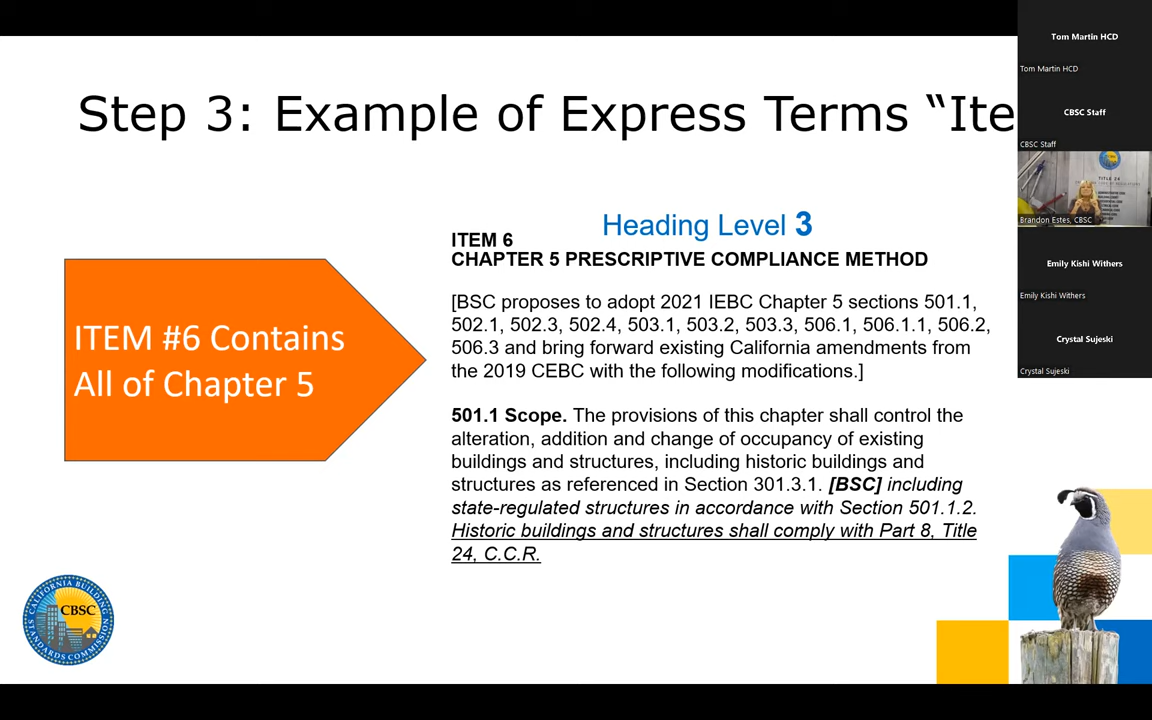 Step 3: Example of Express Terms “Ite
Heading Level 3
ITEM 6
CHAPTER 5 PRESCRIPTIVE COMPLIANCE METHOD
[BSC proposes to adopt 2021 IEBC Chapter 5 sections 501.1,
502.1, 502.3, 502.4, 503.1, 503.2, 503.3, 506.1, 506.1.1, 506.2,
506.3 and bring forward existing California amendments from
the 2019 CEBC with the following modifications.]
501.1 Scope. The provisions of this chapter shall control the
alteration, addition and change of occupancy of existing
buildings and structures, including historic buildings and
structures as referenced in Section 301.3.1. [BSC] including
state-regulated structures in accordance with Section 501.1.2.
Historic buildings and structures shall comply with Part 8, Title
24, C.C.R.
ITEM #6 Contains
All of Chapter 5
CALIFORNIA BUILDING
CBSC
STANDARDS COMMISSION
Tom Martin HCD
Tom Martin HCD
CBSC Staff
CBSC Staff
TITLE 24
Brandon Estes, CBSC
Emily Kishi Withers
Emily Kishi Withers
Crystal Sujeski
Crystal Sujeski